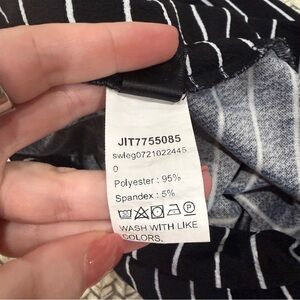 JIT7755085
swleg0721022445
0
Polyester : 95%
Spandex : 5%
WASH WITH LIKE
COLORS.